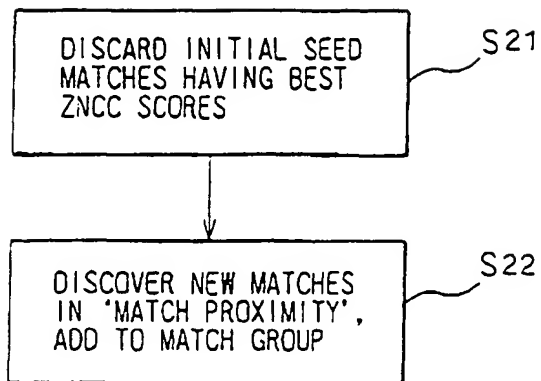 DISCARD INITIAL SEED
MATCHES HAVING BEST
ZNCC SCORES
S21
DISCOVER NEW MATCHES
IN 'MATCH PROXIMITY',
ADD TO MATCH GROUP
S22